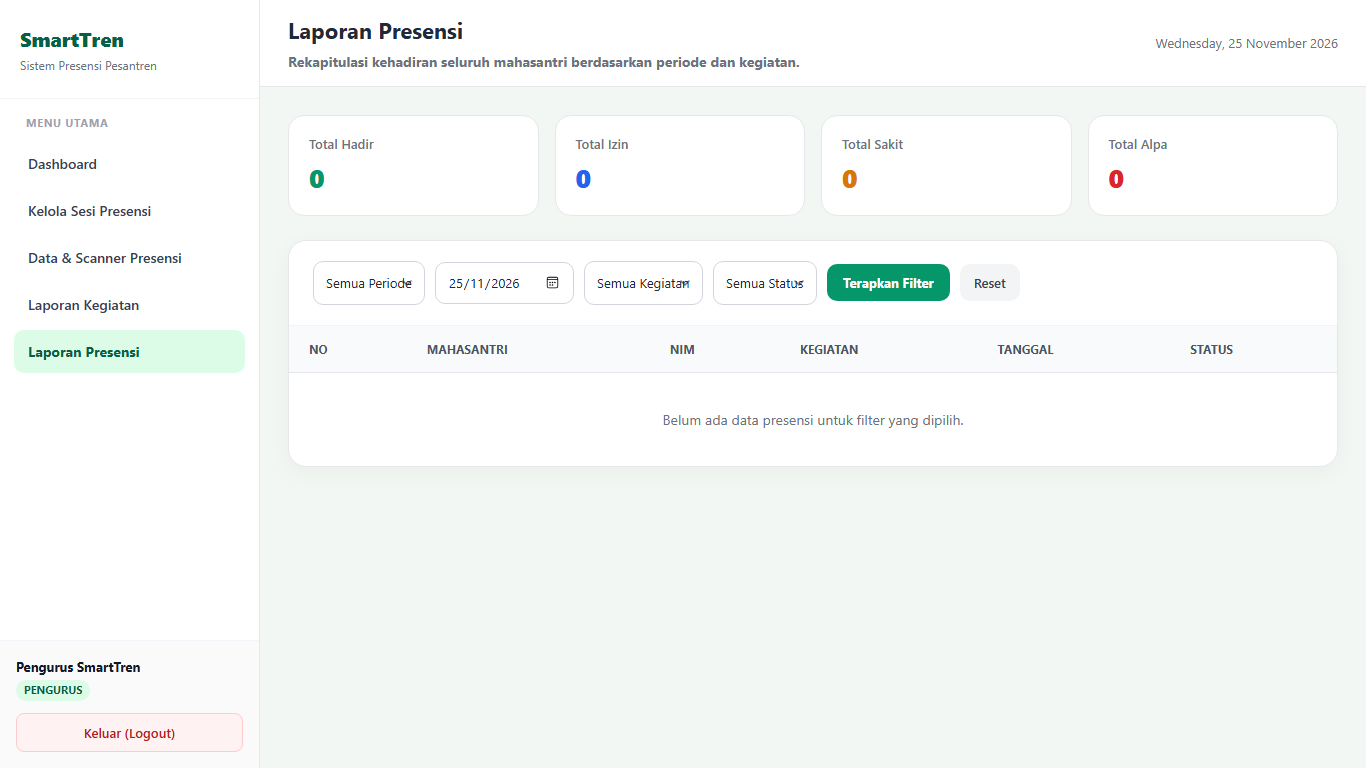 SmartTren
Sistem Presensi Pesantren
MENU UTAMA
Dashboard
Kelola Sesi Presensi
Data & Scanner Presensi
Laporan Kegiatan
Laporan Presensi
Pengurus SmartTren
PENGURUS
Keluar (Logout)
Laporan Presensi
Rekapitulasi kehadiran seluruh mahasantri berdasarkan periode dan kegiatan.
Wednesday, 25 November 2026
Total Hadir
0
Total Izin
0
Total Sakit
0
Total Alpa
0
Semua Periode 25/11/2026 Semua Kegiatan Semua Status Terapkan Filter Reset
NO MAHASANTRI NIM KEGIATAN TANGGAL STATUS
Belum ada data presensi untuk filter yang dipilih.